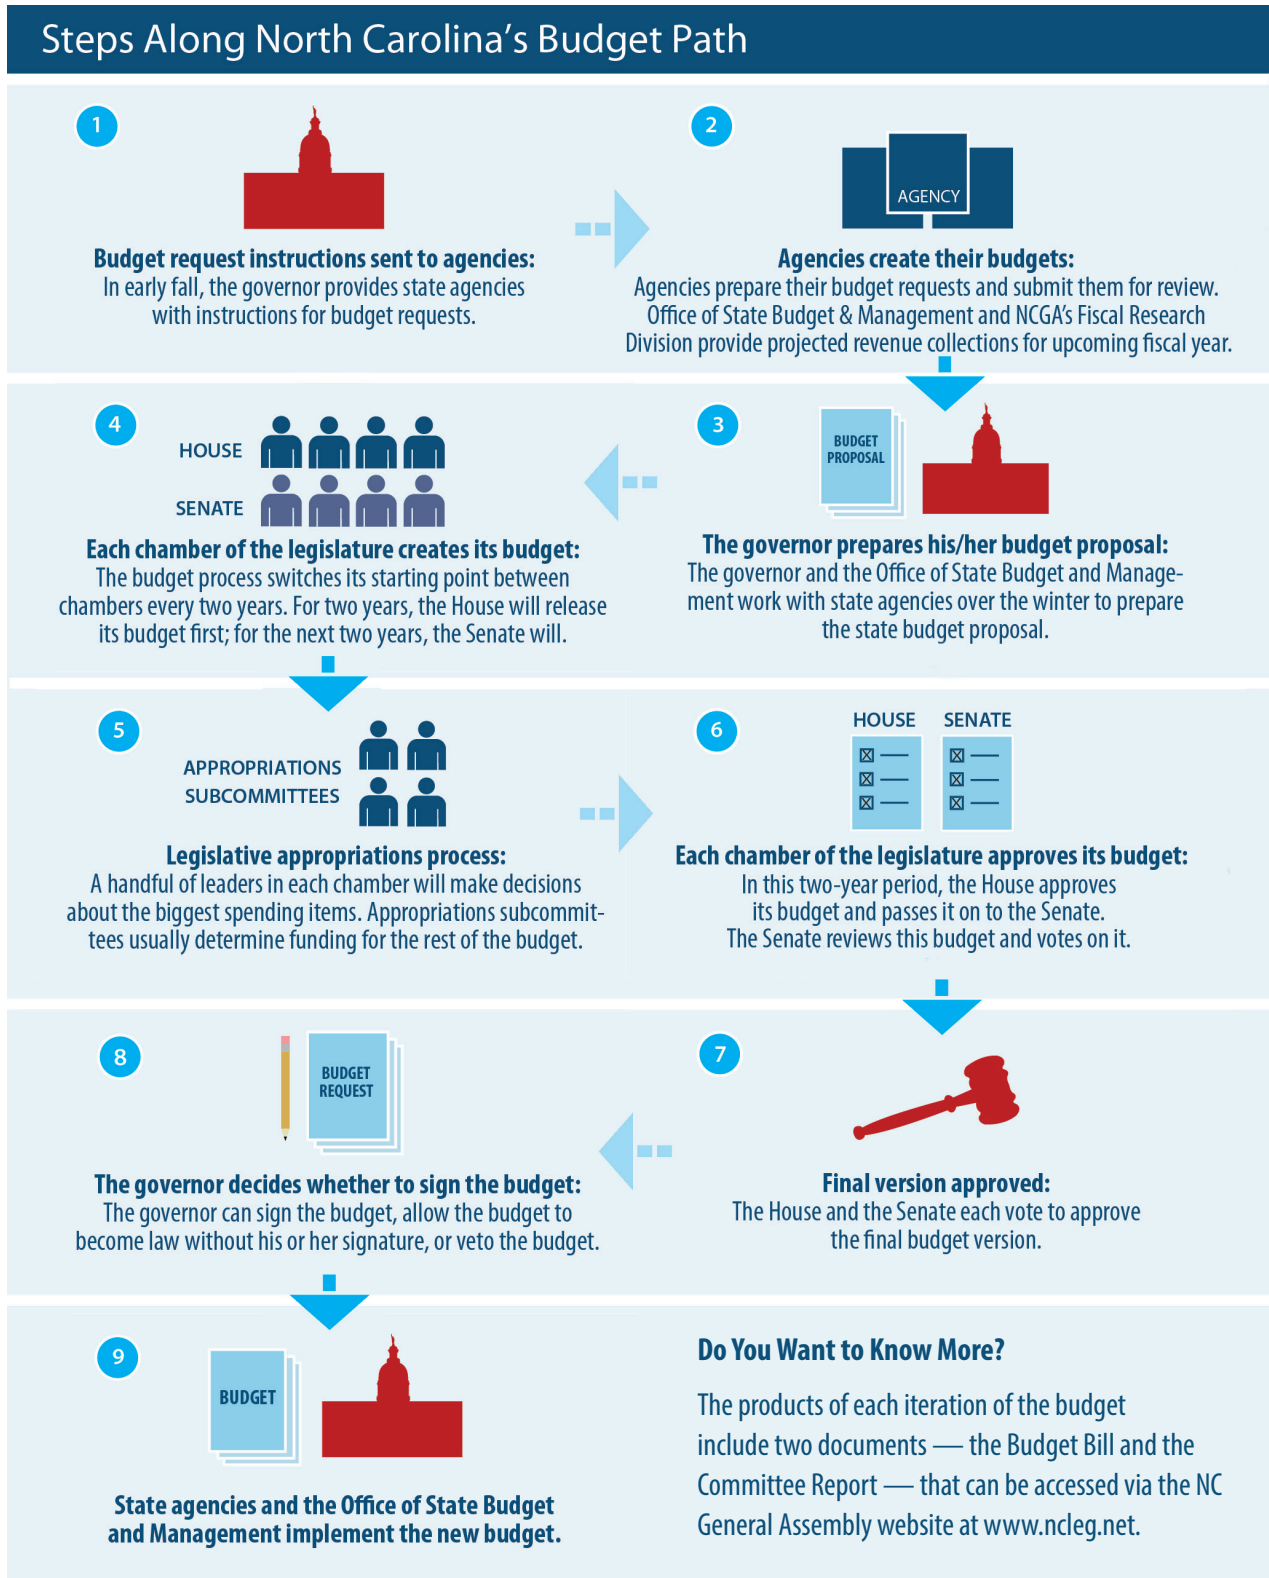 Steps Along North Carolina's Budget Path
1
Budget request instructions sent to agencies:
In early fall, the governor provides state agencies
with instructions for budget requests.
2
AGENCY
Agencies create their budgets:
Agencies prepare their budget requests and submit them for review.
Office of State Budget & Management and NCGA's Fiscal Research
Division provide projected revenue collections for upcoming fiscal year.
3
BUDGET
PROPOSAL
The governor prepares his/her budget proposal:
The governor and the Office of State Budget and Manage-
ment work with state agencies over the winter to prepare
the state budget proposal.
4
HOUSE
SENATE
Each chamber of the legislature creates its budget:
The budget process switches its starting point between
chambers every two years. For two years, the House will release
its budget first; for the next two years, the Senate will.
5
APPROPRIATIONS
SUBCOMMITTEES
Legislative appropriations process:
A handful of leaders in each chamber will make decisions
about the biggest spending items. Appropriations subcommit-
tees usually determine funding for the rest of the budget.
6
HOUSE SENATE
Each chamber of the legislature approves its budget:
In this two-year period, the House approves
its budget and passes it on to the Senate.
The Senate reviews this budget and votes on it.
7
Final version approved:
The House and the Senate each vote to approve
the final budget version.
8
BUDGET
REQUEST
The governor decides whether to sign the budget:
The governor can sign the budget, allow the budget to
become law without his or her signature, or veto the budget.
9
BUDGET
State agencies and the Office of State Budget
and Management implement the new budget.
Do You Want to Know More?
The products of each iteration of the budget
include two documents — the Budget Bill and the
Committee Report — that can be accessed via the NC
General Assembly website at www.ncleg.net.